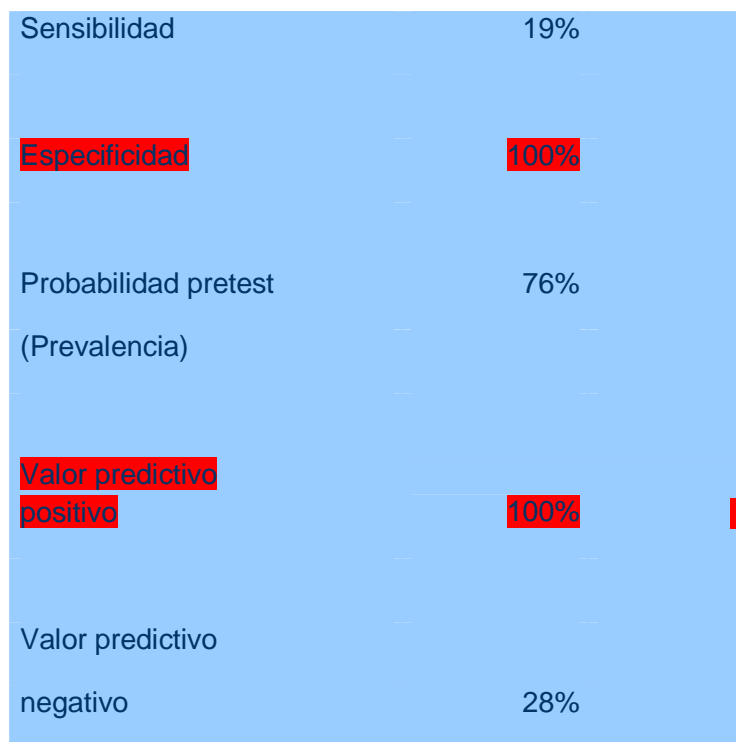 Sensibilidad 19%
Especificidad 100%
Probabilidad pretest 76%
(Prevalencia)
Valor predictivo
positivo 100%
Valor predictivo
negativo 28%